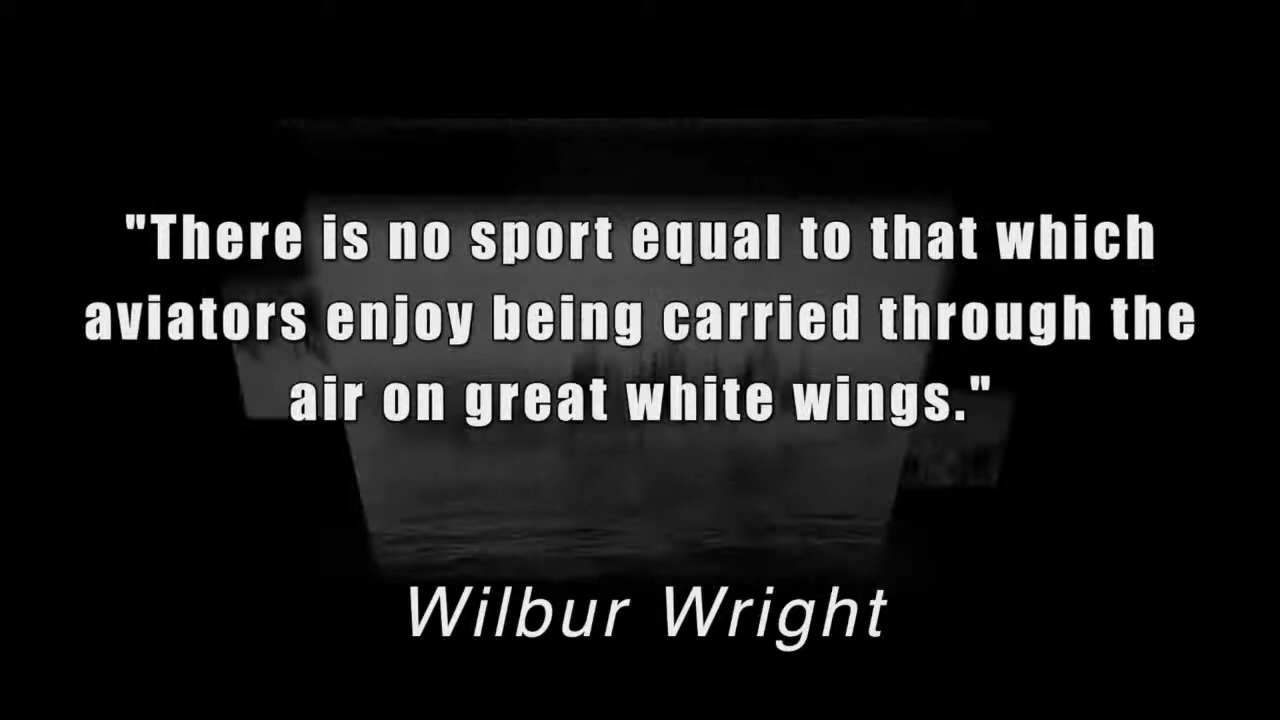 "There is no sport equal to that which
aviators enjoy being carried through the
air on great white wings."
Wilbur Wright